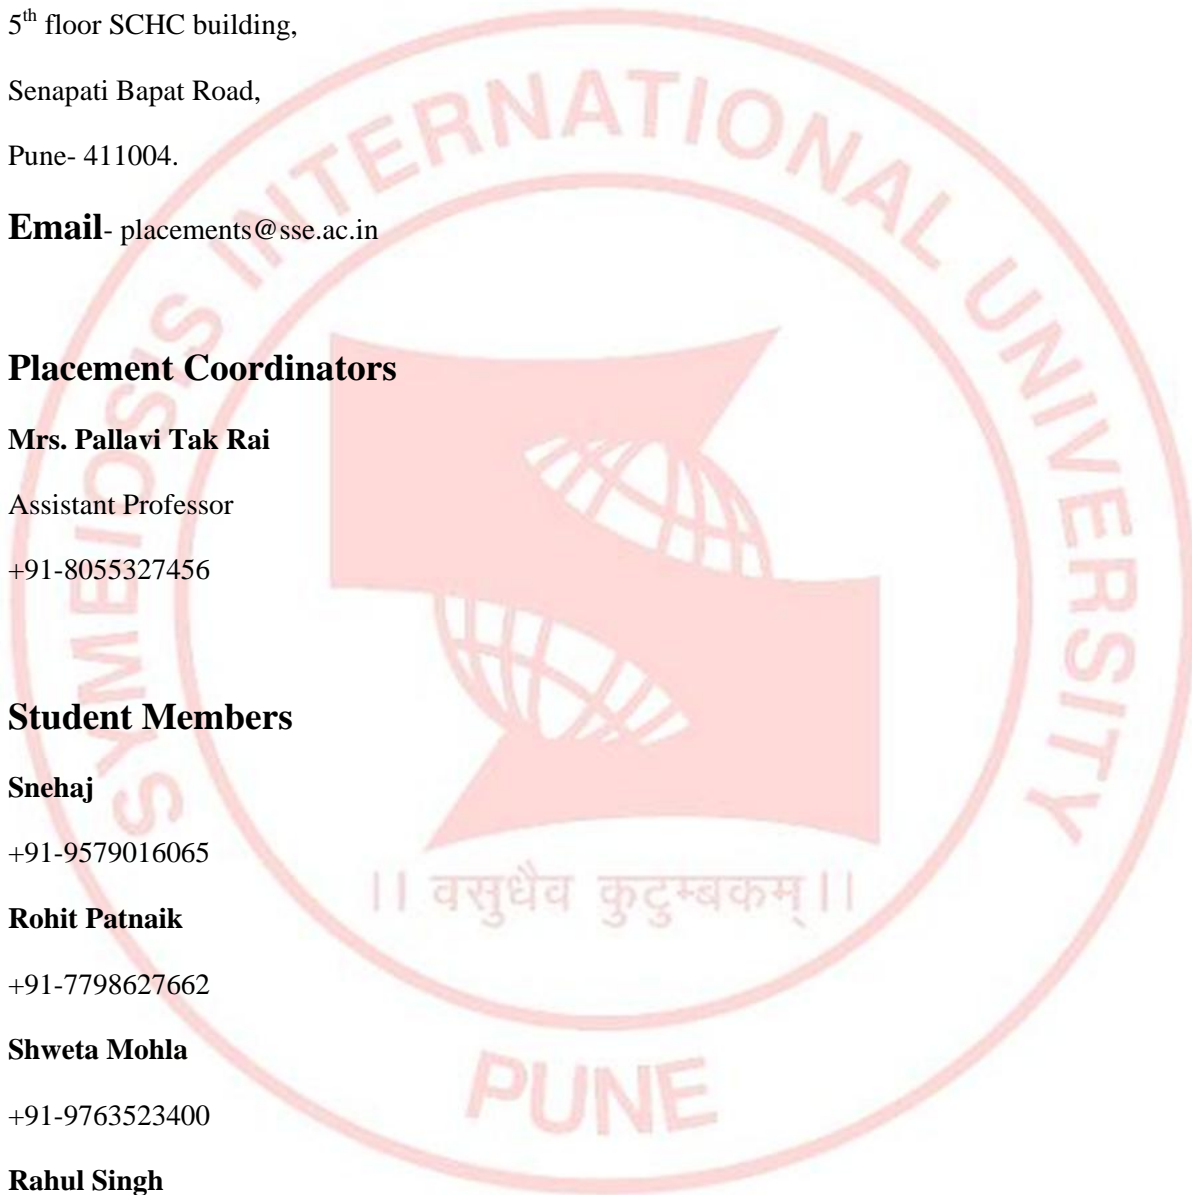 5th floor SCHC building,
Senapati Bapat Road,
Pune- 411004.
Email- placements@sse.ac.in
Placement Coordinators
Mrs. Pallavi Tak Rai
Assistant Professor
+91-8055327456
Student Members
Snehaj
+91-9579016065
Rohit Patnaik
+91-7798627662
Shweta Mohla
+91-9763523400
Rahul Singh
SYMBIOSIS INTERNATIONAL UNIVERSITY
|| वसुधैव कुटुम्बकम् ||
PUNE